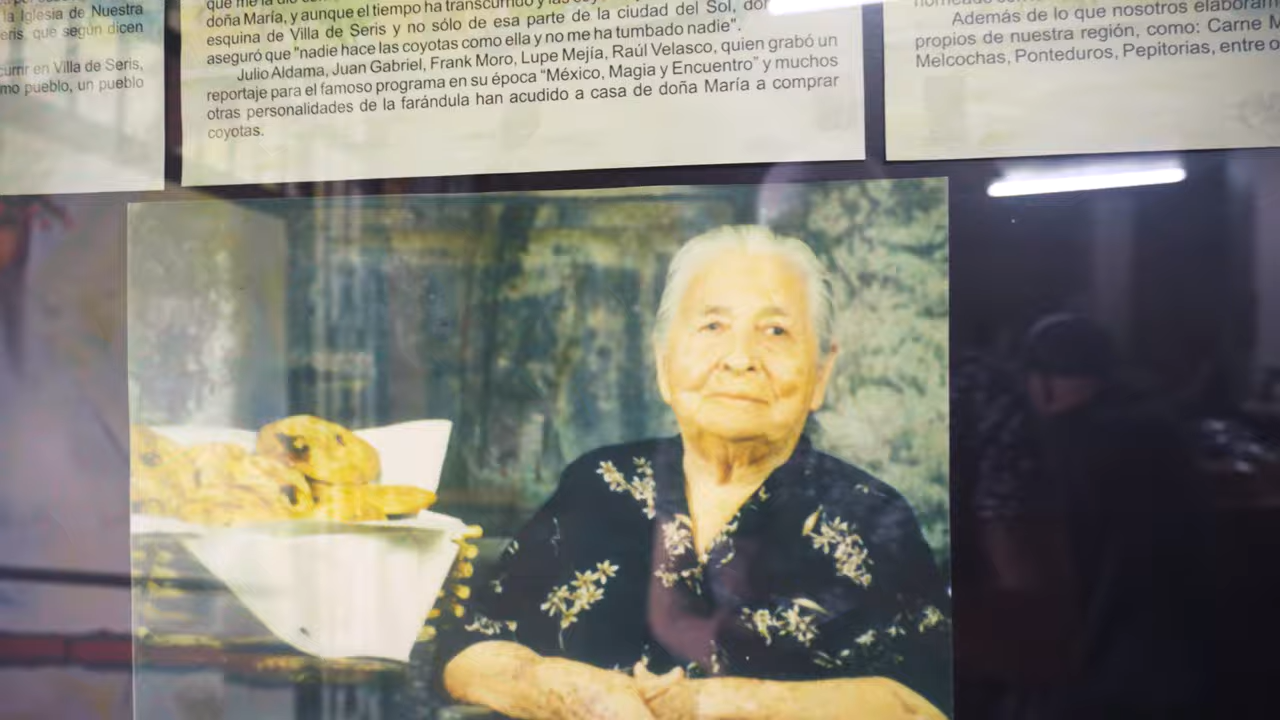 la Iglesia de Nuestra
eris, que según dicen
urrir en Villa de Seris,
mo pueblo, un pueblo
doña María, y aunque el tiempo ha transcurrido y las
esquina de Villa de Seris y no sólo de esa parte de la ciudad del Sol,
aseguró que "nadie hace las coyotas como ella y no me ha tumbado nadie".
Julio Aldama, Juan Gabriel, Frank Moro, Lupe Mejía, Raúl Velasco, quien grabó un
reportaje para el famoso programa en su época “México, Magia y Encuentro” y muchos
otras personalidades de la farándula han acudido a casa de doña María a comprar
coyotas.
Además de lo que nosotros elaboram
propios de nuestra región, como: Carne M
Melcochas, Ponteduros, Pepitorias, entre o